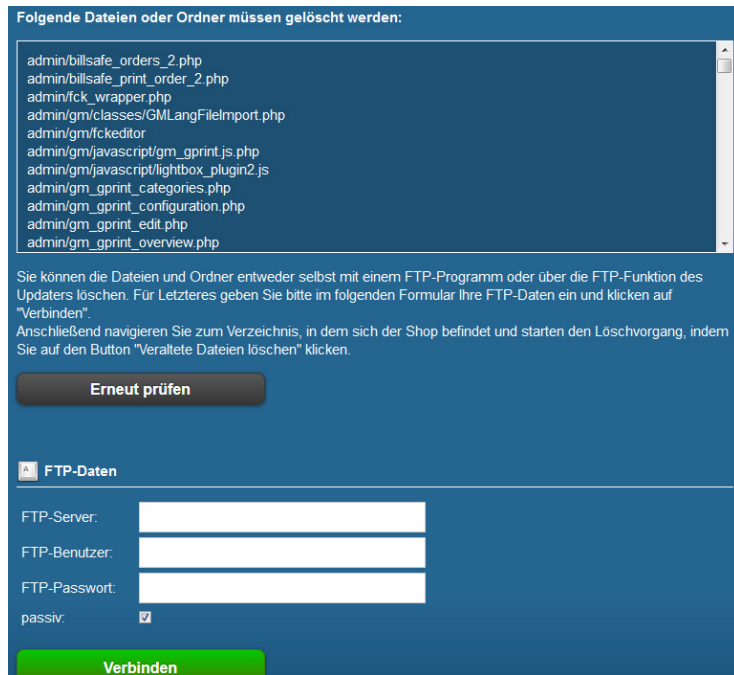 Folgende Dateien oder Ordner müssen gelöscht werden:
admin/billsafe_orders_2.php
admin/billsafe_print_order_2.php
admin/fck_wrapper.php
admin/gm/classes/GMLangFileImport.php
admin/gm/fckeditor
admin/gm/javascript/gm_gprint.js.php
admin/gm/javascript/lightbox_plugin2.js
admin/gm_gprint_categories.php
admin/gm_gprint_configuration.php
admin/gm_gprint_edit.php
admin/gm_gprint_overview.php
Sie können die Dateien und Ordner entweder selbst mit einem FTP-Programm oder über die FTP-Funktion des
Updaters löschen. Für Letzteres geben Sie bitte im folgenden Formular Ihre FTP-Daten ein und klicken auf
"Verbinden".
Anschließend navigieren Sie zum Verzeichnis, in dem sich der Shop befindet und starten den Löschvorgang, indem
Sie auf den Button "Veraltete Dateien löschen" klicken.
Erneut prüfen
A FTP-Daten
FTP-Server:
FTP-Benutzer:
FTP-Passwort:
passiv:
Verbinden